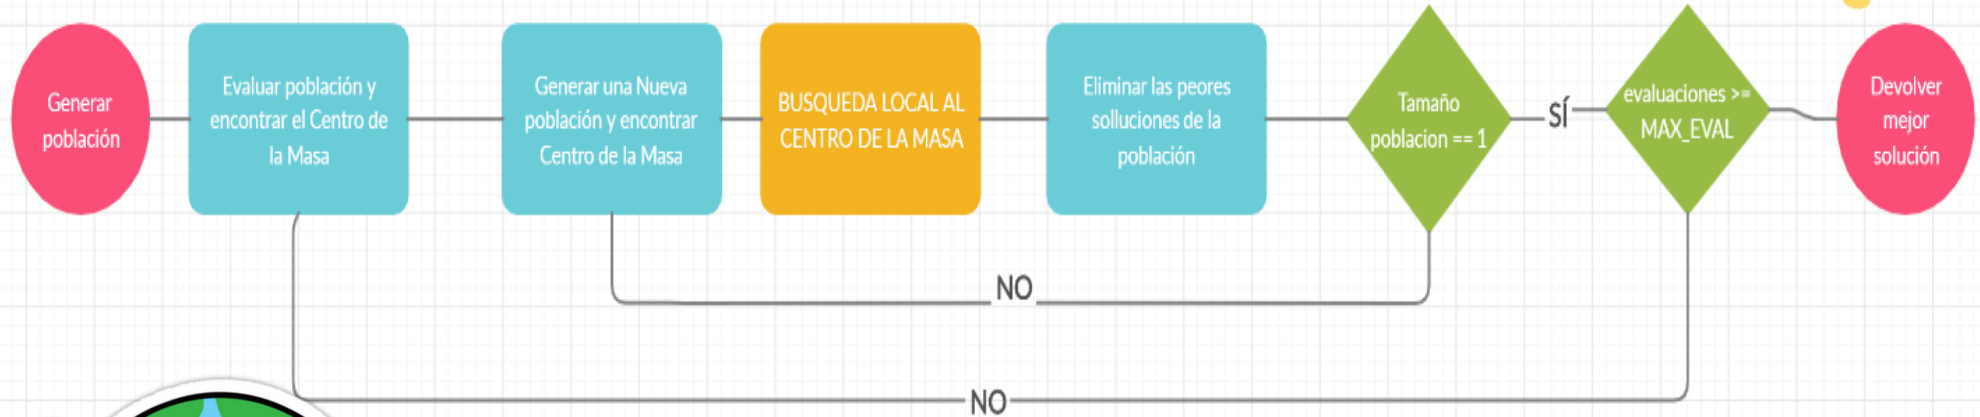 Generar
población
Evaluar población y
encontrar el Centro de
la Masa
Generar una Nueva
población y encontrar
Centro de la Masa
BUSQUEDA LOCAL AL
CENTRO DE LA MASA
Eliminar las peores
solluciones de la
población
Tamaño
poblacion == 1
SÍ
evaluaciones >=
MAX_EVAL
Devolver
mejor
solución
NO
NO